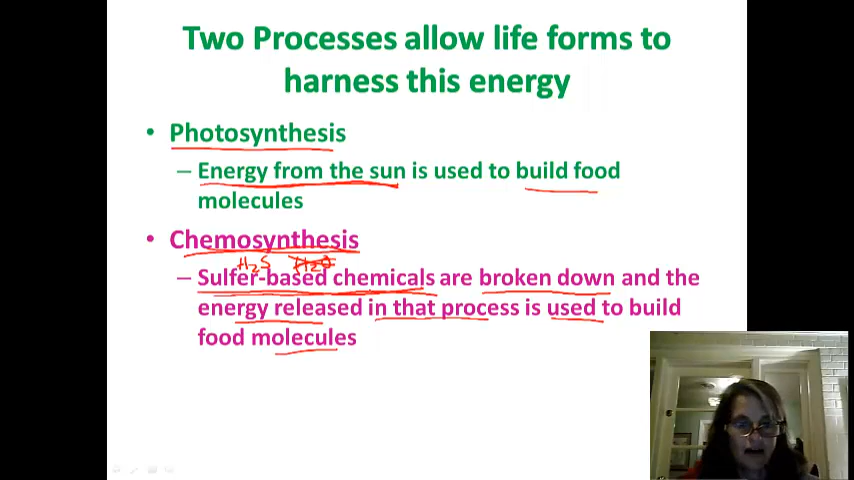 Two Processes allow life forms to
harness this energy
• Photosynthesis
– Energy from the sun is used to build food
molecules
• Chemosynthesis
H2S H2O
– Sulfer-based chemicals are broken down and the
energy released in that process is used to build
food molecules